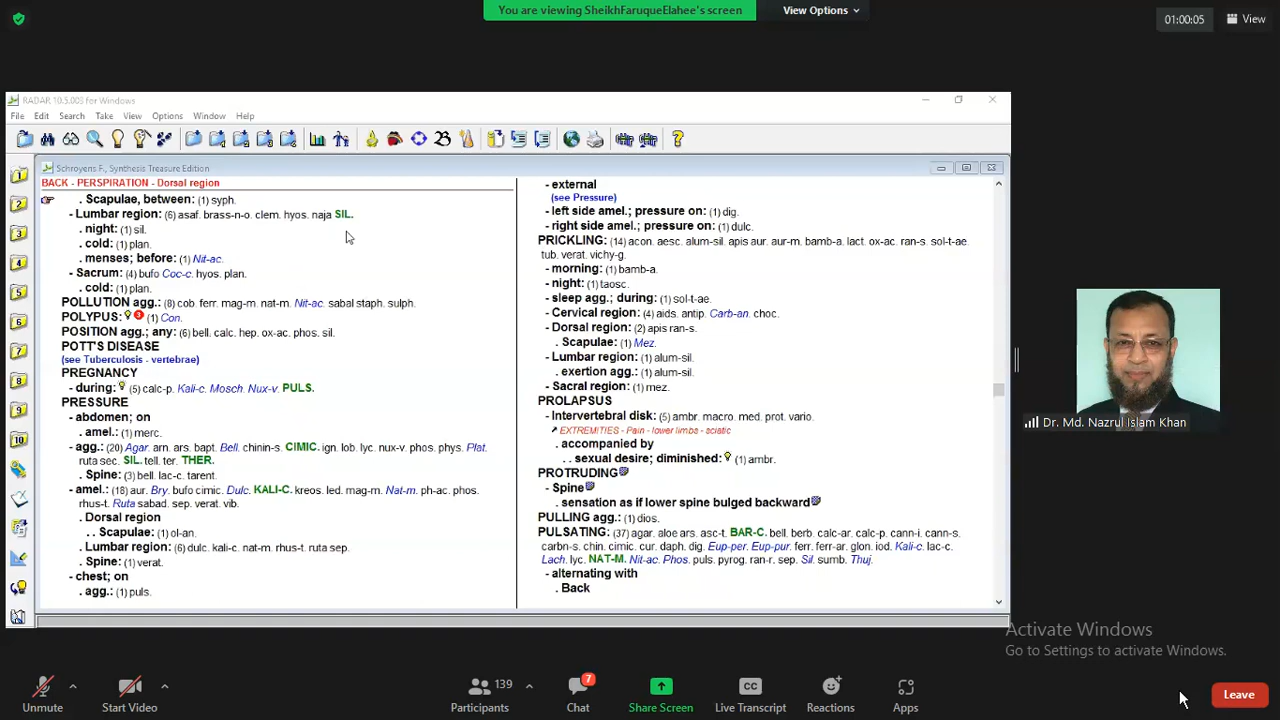 You are viewing SheikhFaruqueElahee's screen
View Options
01:00:05
View
RADAR 10.5.003 for Windows
File Edit Search Take View Options Window Help
Schroyens F., Synthesis Treasure Edition
BACK - PERSPIRATION - Dorsal region
. Scapulae, between: (1) syph.
- Lumbar region: (6) asaf. brass-n-o. clem. hyos. naja SIL.
. night: (1) sil.
. cold: (1) plan.
. menses; before: (1) Nit-ac.
- Sacrum: (4) bufo Coc-c. hyos. plan.
. cold: (1) plan.
POLLUTION agg.: (8) cob. ferr. mag-m. nat-m. Nit-ac. sabal staph. sulph.
POLYPUS: 3 (1) Con.
POSITION agg.; any: (6) bell. calc. hep. ox-ac. phos. sil.
POTT'S DISEASE
(see Tuberculosis - vertebrae)
PREGNANCY
- during: (5) calc-p. Kali-c. Mosch. Nux-v. PULS.
PRESSURE
- abdomen; on
. amel.: (1) merc.
- agg.: (20) Agar. arn. ars. bapt. Bell. chinin-s. CIMIC. ign. lob. lyc. nux-v. phos. phys. Plat.
ruta sec. SIL. tell. ter. THER.
. Spine: (3) bell. lac-c. tarent.
- amel.: (18) aur. Bry. bufo cimic. Dulc. KALI-C. kreos. led. mag-m. Nat-m. ph-ac. phos.
rhus-t. Ruta sabad. sep. verat. vib.
. Dorsal region
. . Scapulae: (1) ol-an.
. Lumbar region: (6) dulc. kali-c. nat-m. rhus-t. ruta sep.
. Spine: (1) verat.
- chest; on
. agg.: (1) puls.
- external
(see Pressure)
- left side amel.; pressure on: (1) dig.
- right side amel.; pressure on: (1) dulc.
PRICKLING: (14) acon. aesc. alum-sil. apis aur. aur-m. bamb-a. lact. ox-ac. ran-s. sol-t-ae.
tub. verat. vichy-g.
- morning: (1) bamb-a.
- night: (1) taosc.
- sleep agg.; during: (1) sol-t-ae.
- Cervical region: (4) aids. antip. Carb-an. choc.
- Dorsal region: (2) apis ran-s.
. Scapulae: (1) Mez.
- Lumbar region: (1) alum-sil.
. exertion agg.: (1) alum-sil.
- Sacral region: (1) mez.
PROLAPSUS
- Intervertebral disk: (5) ambr. macro. med. prot. vario.
EXTREMITIES - Pain - lower limbs - sciatic
. accompanied by
. . sexual desire; diminished: (1) ambr.
PROTRUDING
- Spine
. sensation as if lower spine bulged backward
PULLING agg.: (1) dios.
PULSATING: (37) agar. aloe ars. asc-t. BAR-C. bell. berb. calc-ar. calc-p. cann-i. cann-s.
carbn-s. chin. cimic. cur. daph. dig. Eup-per. Eup-pur. ferr. ferr-ar. glon. iod. Kali-c. lac-c.
Lach. lyc. NAT-M. Nit-ac. Phos. puls. pyrog. ran-r. sep. Sil. sumb. Thuj.
- alternating with
. Back
1
2
3
4
5
6
7
8
9
10
Dr. Md. Nazrul Islam Khan
Activate Windows
Go to Settings to activate Windows.
Unmute
Start Video
139
Participants
7
Chat
Share Screen
CC
Live Transcript
Reactions
Apps
Leave